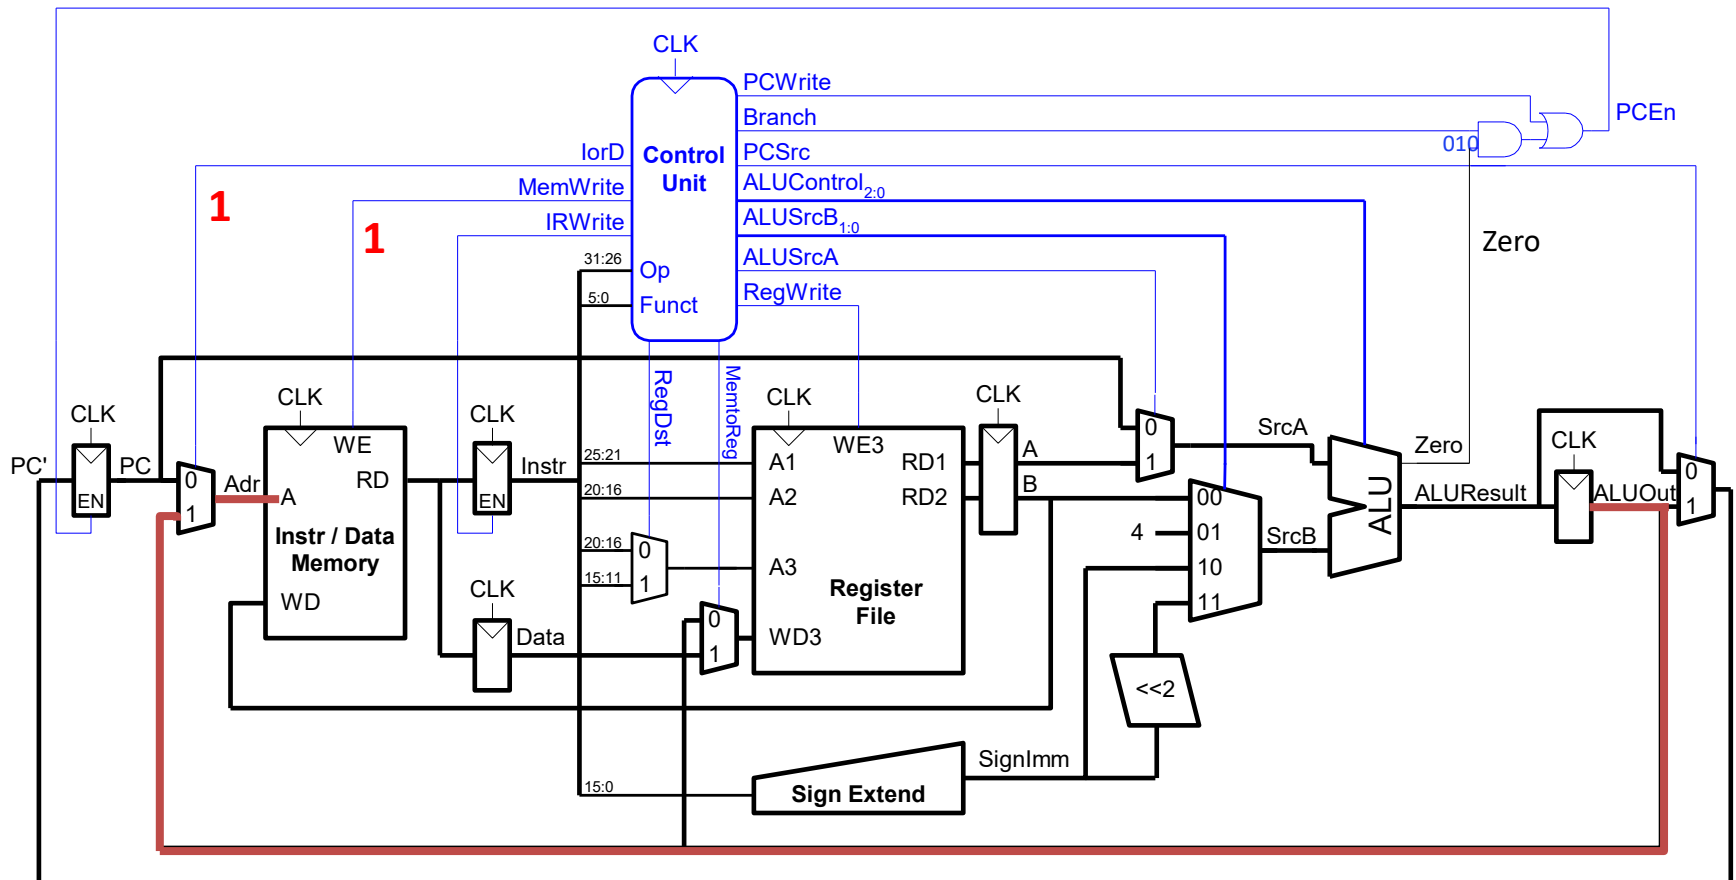 CLK
PCWrite
Branch
PCEn
010
IorD
Control
Unit
PCSrc
MemWrite
ALUControl2:0
1
IRWrite
ALUSrcB1:0
1
Zero
31:26
Op
ALUSrcA
5:0
Funct
RegWrite
RegDst
MemtoReg
CLK
CLK
CLK
CLK
CLK
CLK
PC'
EN
PC
0
1
Adr
A
WE
RD
Instr / Data
Memory
WD
EN
Instr
25:21
20:16
20:16
15:11
0
1
A1
A2
A3
WD3
WE3
RD1
RD2
Register
File
A
B
0
1
SrcA
00
01
10
11
4
SrcB
ALU
Zero
ALUResult
CLK
ALUOut
0
1
CLK
Data
0
1
<<2
SignImm
15:0
Sign Extend